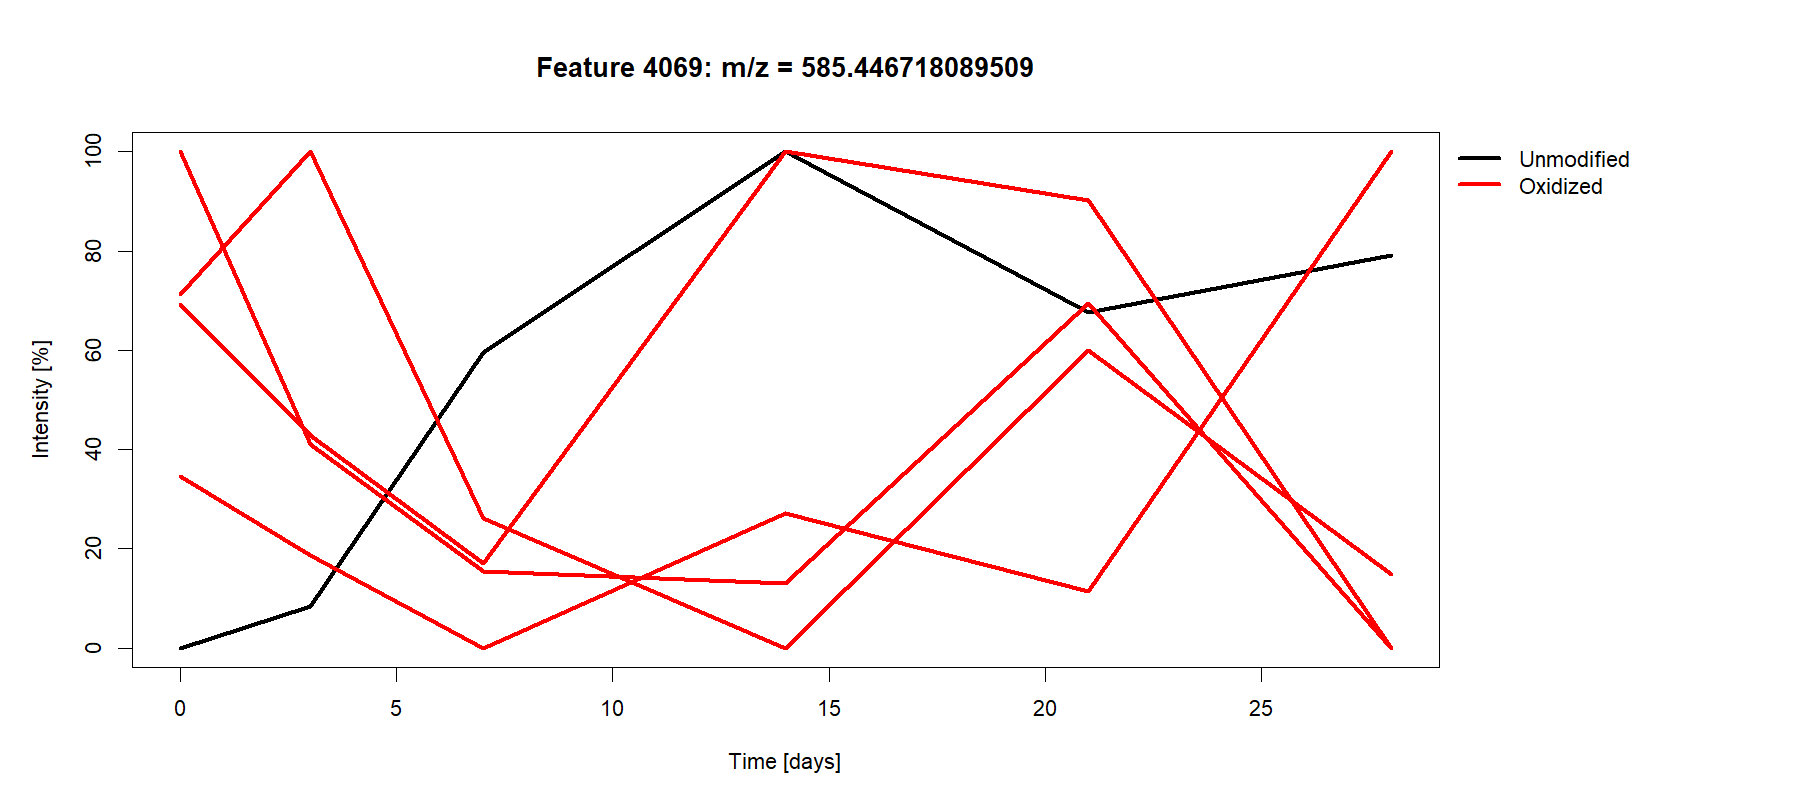 Feature 4069: m/z = 585.446718089509
Unmodified
Oxidized
Intensity [%]
100
80
60
40
20
0
0 5 10 15 20 25
Time [days]